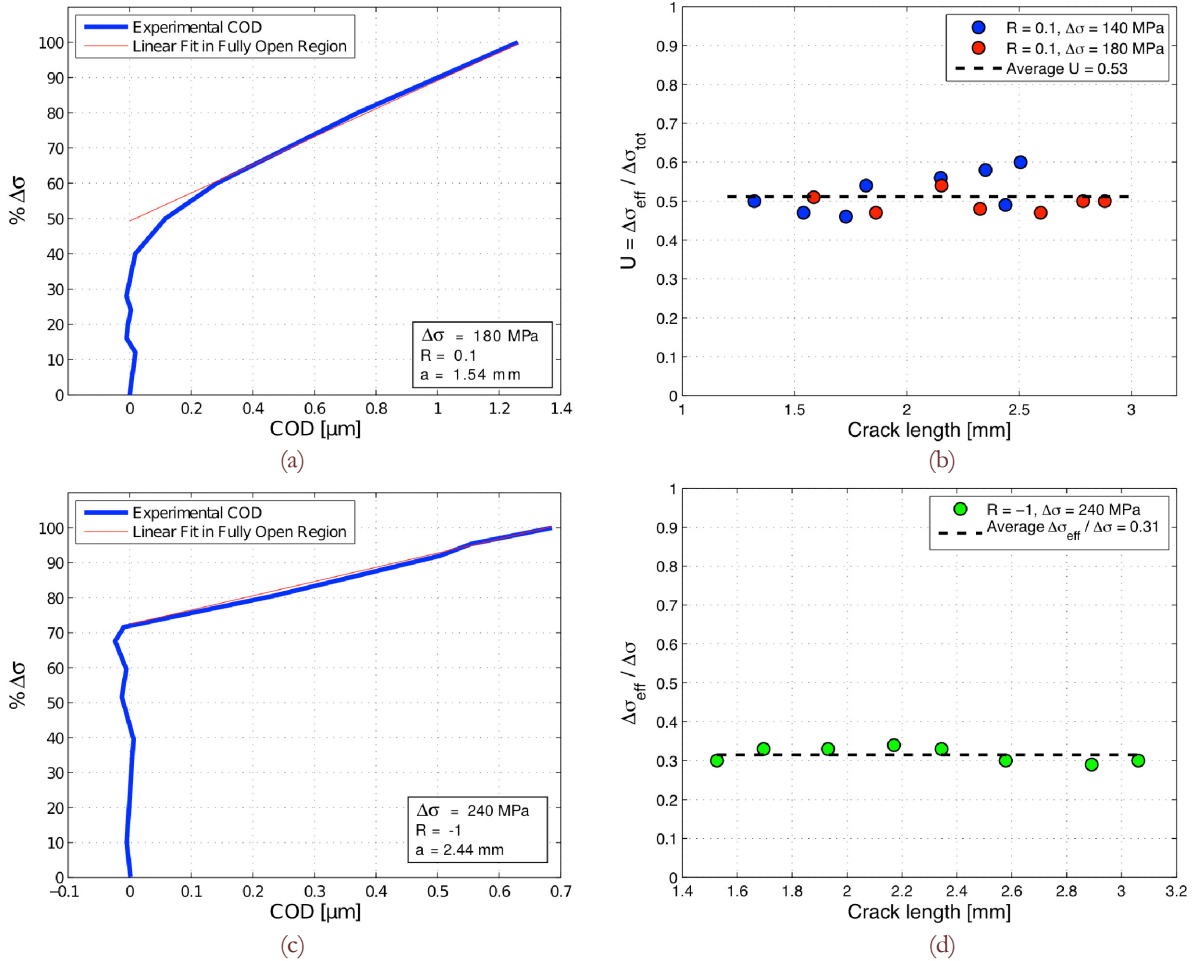 Experimental COD
Linear Fit in Fully Open Region
100
90
80
70
60
50
40
30
20
10
0
% Δσ
Δσ = 180 MPa
R = 0.1
a = 1.54 mm
0 0.2 0.4 0.6 0.8 1 1.2 1.4
COD [µm]
(a)
R = 0.1, Δσ = 140 MPa
R = 0.1, Δσ = 180 MPa
Average U = 0.53
1
0.9
0.8
0.7
0.6
0.5
0.4
0.3
0.2
0.1
0
U = Δσeff / Δσtot
1 1.5 2 2.5 3
Crack length [mm]
(b)
Experimental COD
Linear Fit in Fully Open Region
100
90
80
70
60
50
40
30
20
10
0
% Δσ
Δσ = 240 MPa
R = -1
a = 2.44 mm
−0.1 0 0.1 0.2 0.3 0.4 0.5 0.6 0.7
COD [µm]
(c)
R = −1, Δσ = 240 MPa
Average Δσeff / Δσ = 0.31
1
0.9
0.8
0.7
0.6
0.5
0.4
0.3
0.2
0.1
0
Δσeff / Δσ
1.4 1.6 1.8 2 2.2 2.4 2.6 2.8 3 3.2
Crack length [mm]
(d)